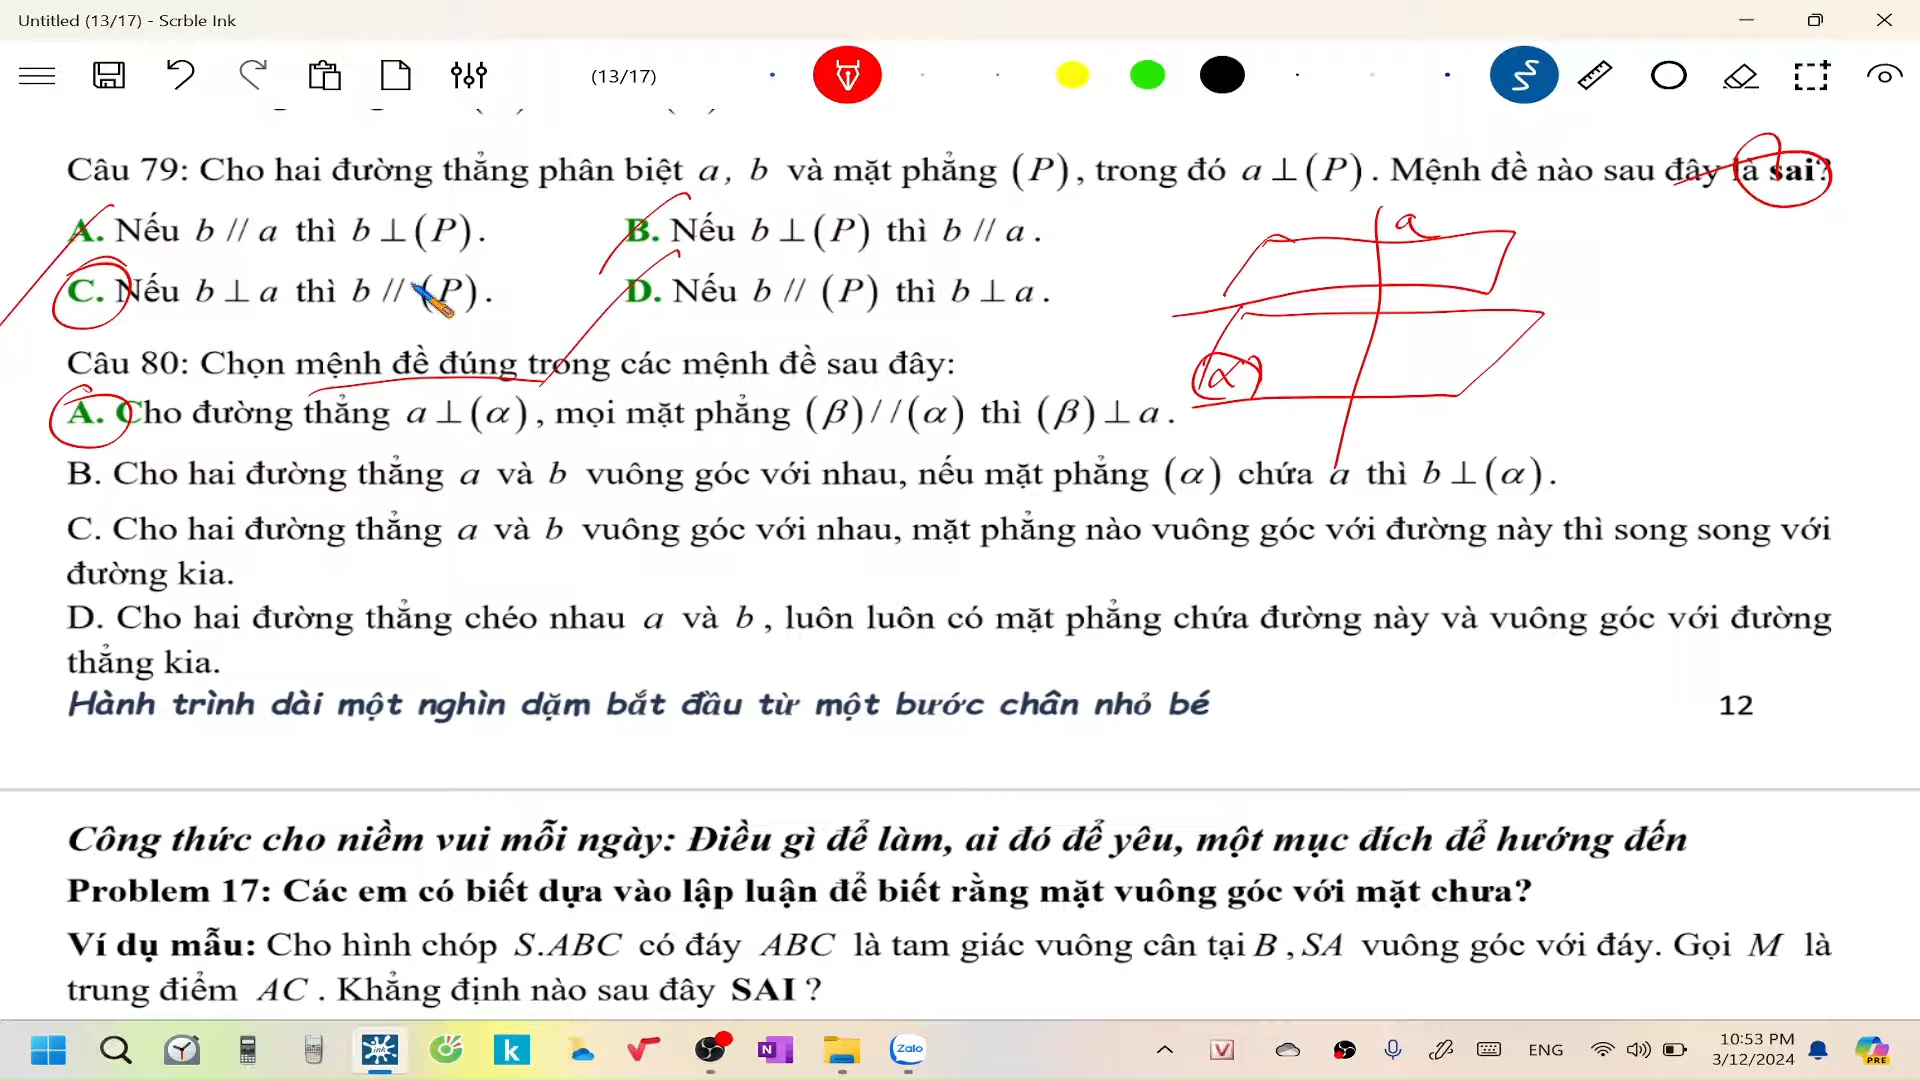 Untitled (13/17) - Scrble Ink
(13/17)
Câu 79: Cho hai đường thẳng phân biệt a, b và mặt phẳng (P), trong đó a ⊥ (P). Mệnh đề nào sau đây là sai?
A. Nếu b // a thì b ⊥ (P). B. Nếu b ⊥ (P) thì b // a.
C. Nếu b ⊥ a thì b // (P). D. Nếu b // (P) thì b ⊥ a.
a
(α)
Câu 80: Chọn mệnh đề đúng trong các mệnh đề sau đây:
A. Cho đường thẳng a ⊥ (α), mọi mặt phẳng (β) // (α) thì (β) ⊥ a.
B. Cho hai đường thẳng a và b vuông góc với nhau, nếu mặt phẳng (α) chứa a thì b ⊥ (α).
C. Cho hai đường thẳng a và b vuông góc với nhau, mặt phẳng nào vuông góc với đường này thì song song với
đường kia.
D. Cho hai đường thẳng chéo nhau a và b, luôn luôn có mặt phẳng chứa đường này và vuông góc với đường
thẳng kia.
Hành trình dài một nghìn dặm bắt đầu từ một bước chân nhỏ bé 12
Công thức cho niềm vui mỗi ngày: Điều gì để làm, ai đó để yêu, một mục đích để hướng đến
Problem 17: Các em có biết dựa vào lập luận để biết rằng mặt vuông góc với mặt chưa?
Ví dụ mẫu: Cho hình chóp S.ABC có đáy ABC là tam giác vuông cân tại B, SA vuông góc với đáy. Gọi M là
trung điểm AC. Khẳng định nào sau đây SAI?
ink
k
N
Zalo
V
ENG
10:53 PM
3/12/2024
PRE